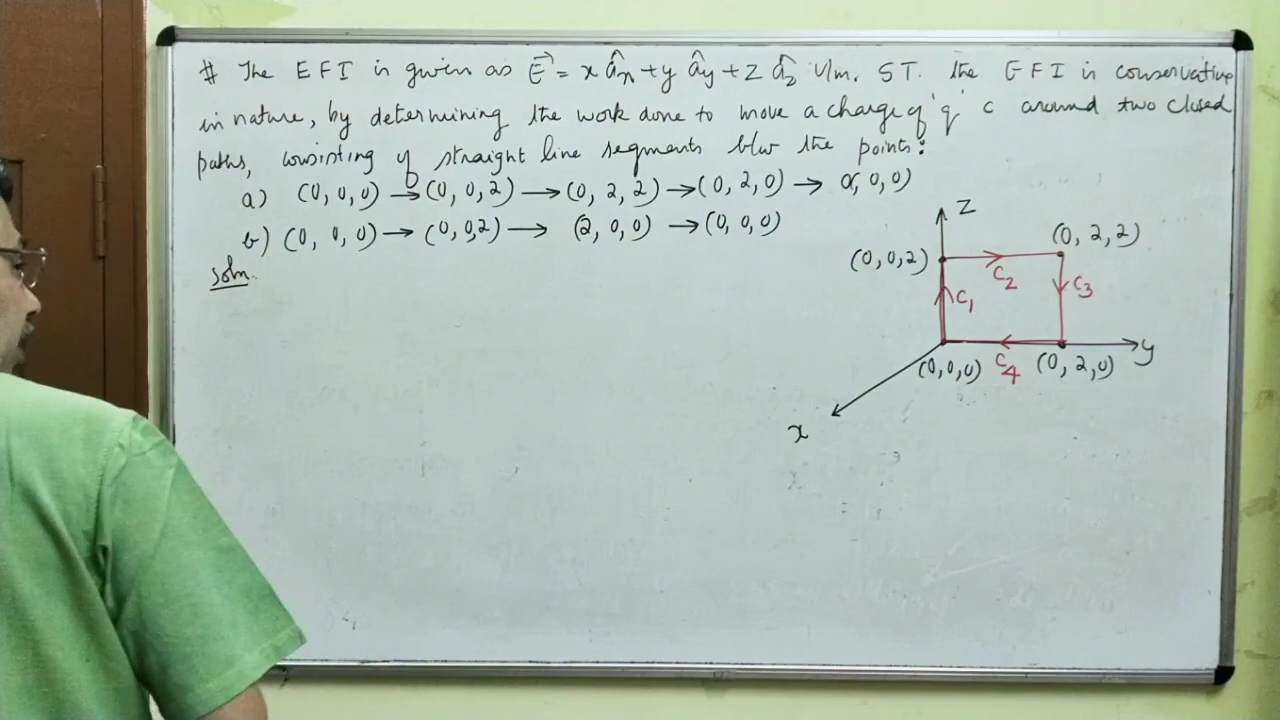 # The EFI is given as E⃗ = x âx + y ây + z âz V/m. S.T. the EFI is conservative
in nature, by determining the work done to move a charge of 'q' c around two closed
paths, consisting of straight line segments b/w the points:
a) (0, 0, 0) → (0, 0, 2) → (0, 2, 2) → (0, 2, 0) → (0, 0, 0)
b) (0, 0, 0) → (0,0,2) → (2, 0, 0) → (0, 0, 0)
soln.
z
(0, 2, 2)
(0, 0, 2)
C2
C1
C3
y
(0, 0, 0)
C4
(0, 2, 0)
x